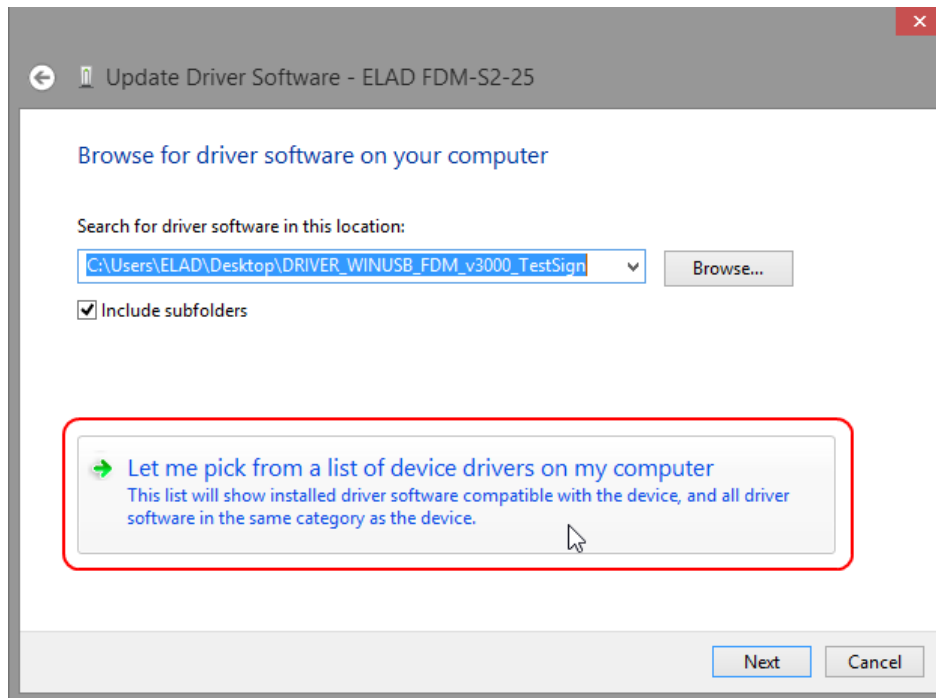 Update Driver Software - ELAD FDM-S2-25
Browse for driver software on your computer
Search for driver software in this location:
C:\Users\ELAD\Desktop\DRIVER_WINUSB_FDM_v3000_TestSign
Browse...
Include subfolders
Let me pick from a list of device drivers on my computer
This list will show installed driver software compatible with the device, and all driver
software in the same category as the device.
Next
Cancel